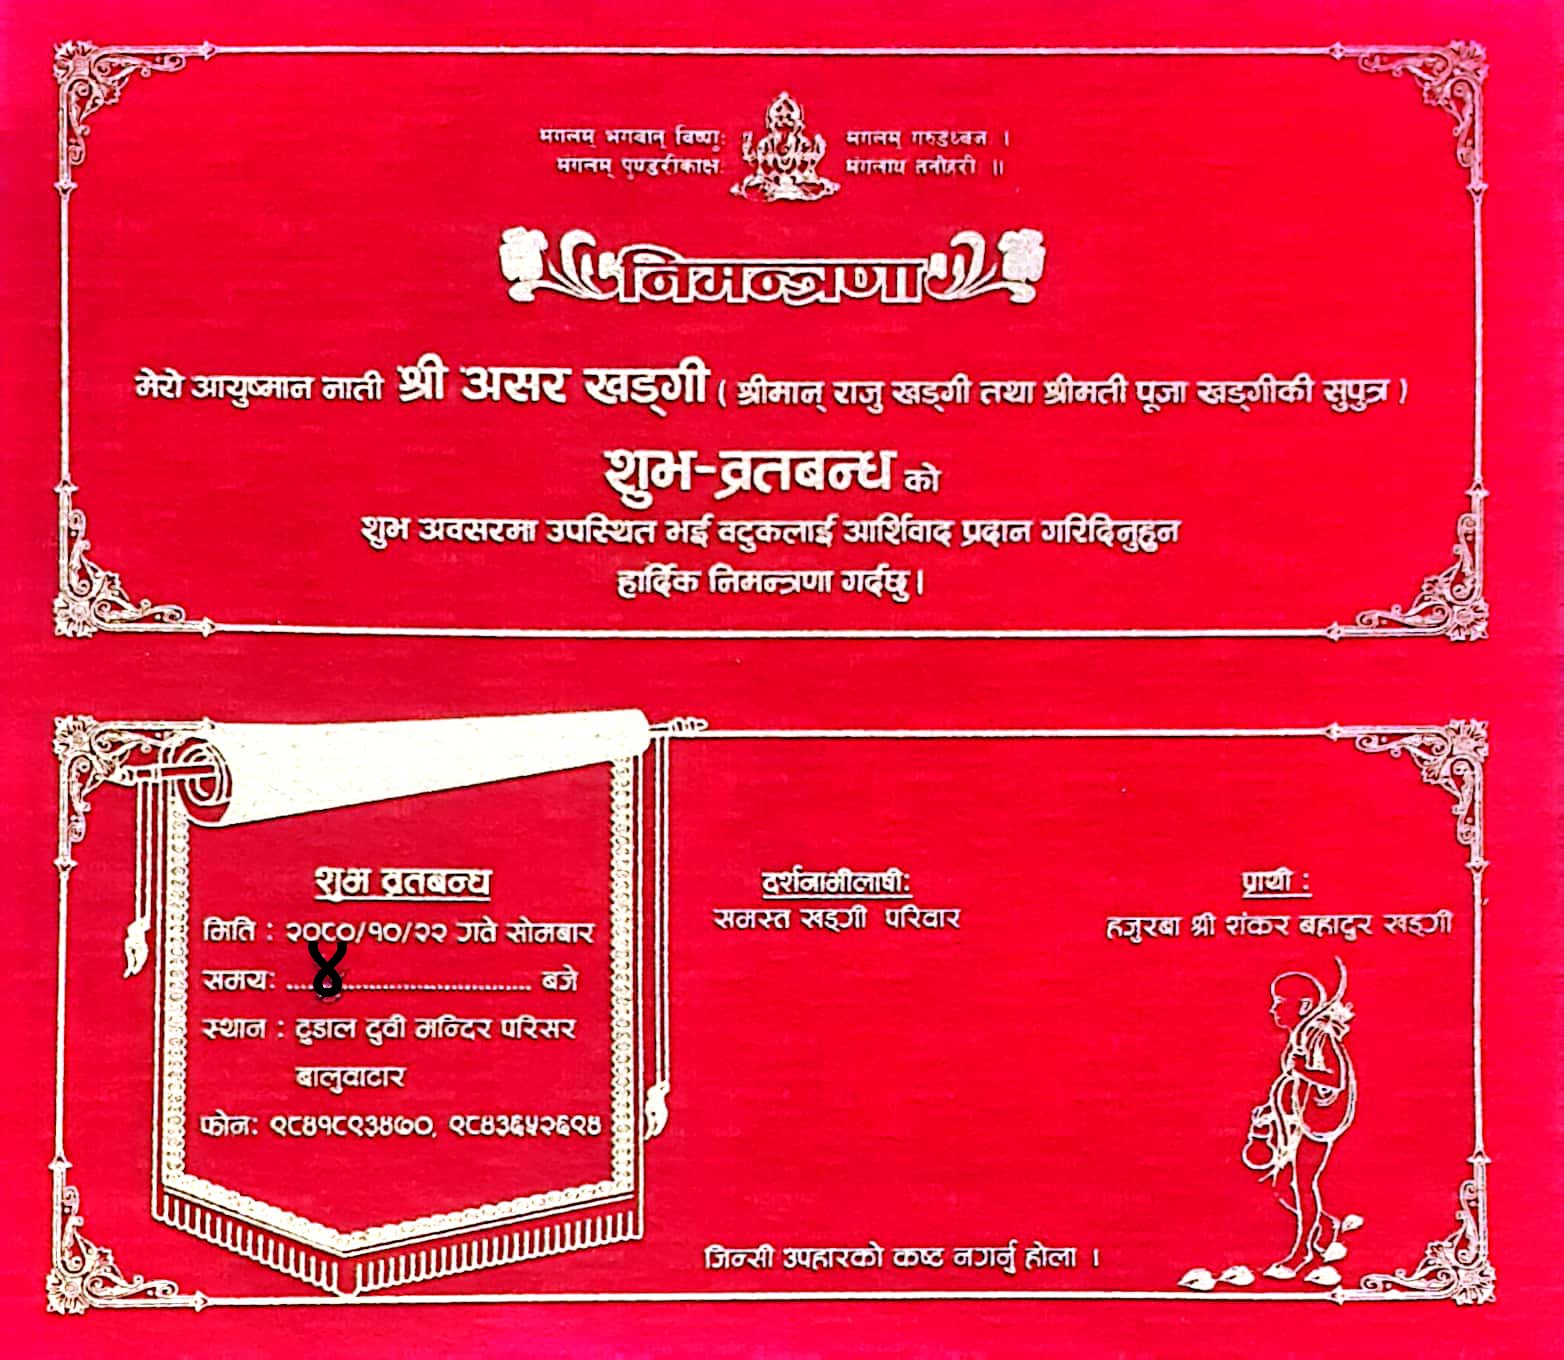 मंगलम् भगवान् विष्णुः मंगलम् गरुडध्वज ।
मंगलम् पुण्डरीकाक्षः मंगलाय तनोहरी ॥
निमन्त्रणा
मेरो आयुष्मान नाती श्री असर खड्गी ( श्रीमान् राजु खड्गी तथा श्रीमती पूजा खड्गीकी सुपुत्र )
शुभ-व्रतबन्ध को
शुभ अवसरमा उपस्थित भई वटुकलाई आर्शिवाद प्रदान गरिदिनुहुन
हार्दिक निमन्त्रणा गर्दछु ।
शुभ व्रतबन्ध
मिति : २०८०/१०/२२ गते सोमबार
समय: ...४.............................. बजे
स्थान : टुडाल दुवी मन्दिर परिसर
बालुवाटार
फोन: ९८४१८९३४७०, ९८४३६५२६९४
दर्शनाभीलाषी:
समस्त खड्गी परिवार
प्रार्थी :
हजुरबा श्री शंकर बहादुर खड्गी
जिन्सी उपहारको कष्ट नगर्नु होला ।